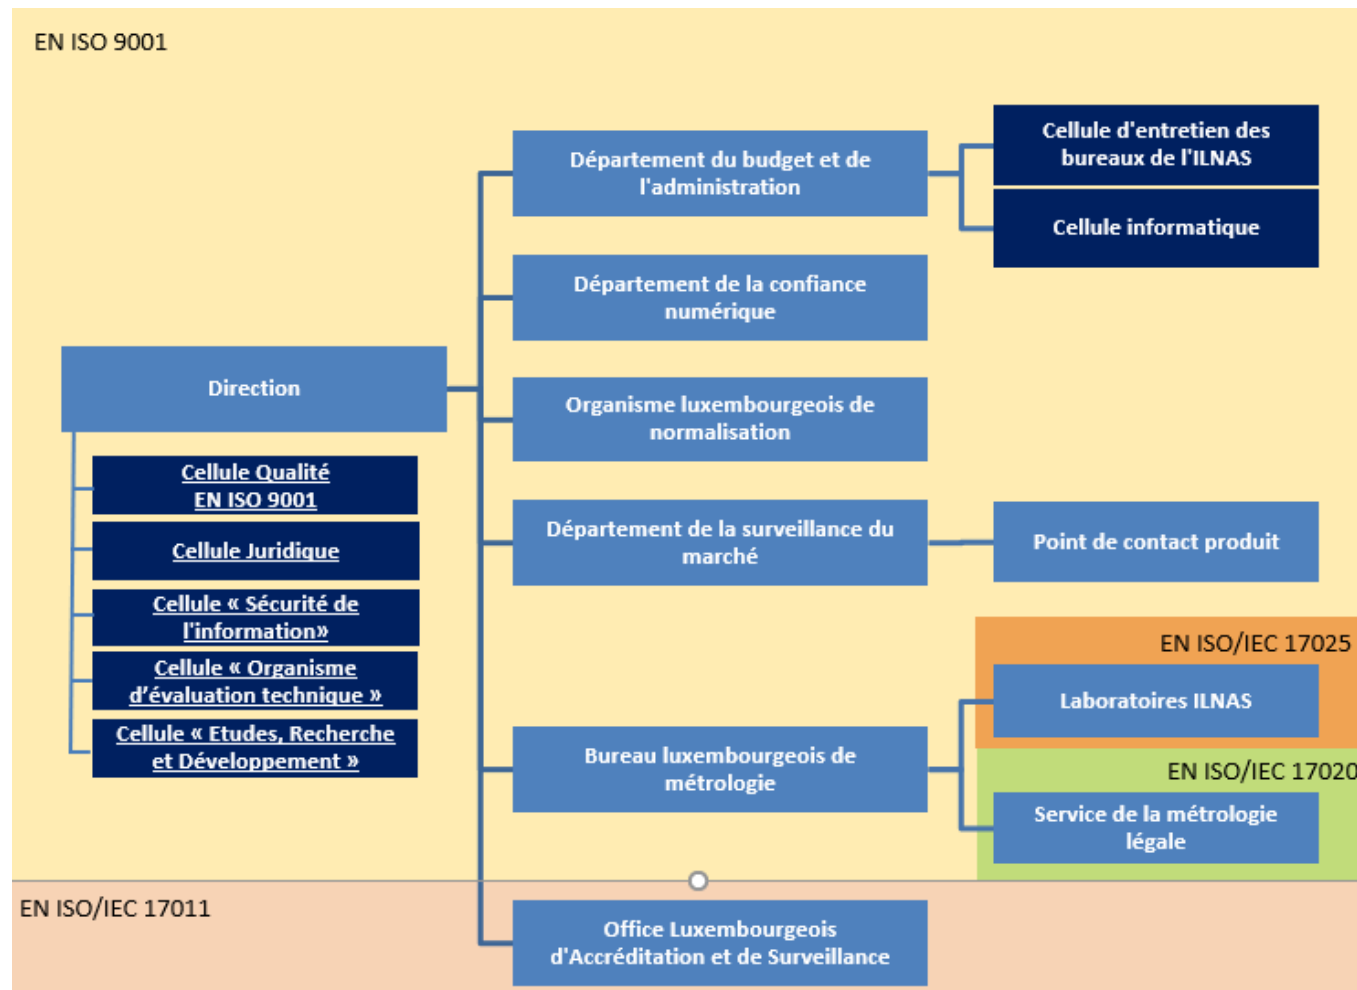 EN ISO 9001
Direction
Cellule Qualité
EN ISO 9001
Cellule Juridique
Cellule « Sécurité de
l'information»
Cellule « Organisme
d’évaluation technique »
Cellule « Etudes, Recherche
et Développement »
Département du budget et de
l'administration
Cellule d'entretien des
bureaux de l'ILNAS
Cellule informatique
Département de la confiance
numérique
Organisme luxembourgeois de
normalisation
Département de la surveillance du
marché
Point de contact produit
Bureau luxembourgeois de
métrologie
EN ISO/IEC 17025
Laboratoires ILNAS
EN ISO/IEC 17020
Service de la métrologie
légale
EN ISO/IEC 17011
Office Luxembourgeois
d'Accréditation et de Surveillance